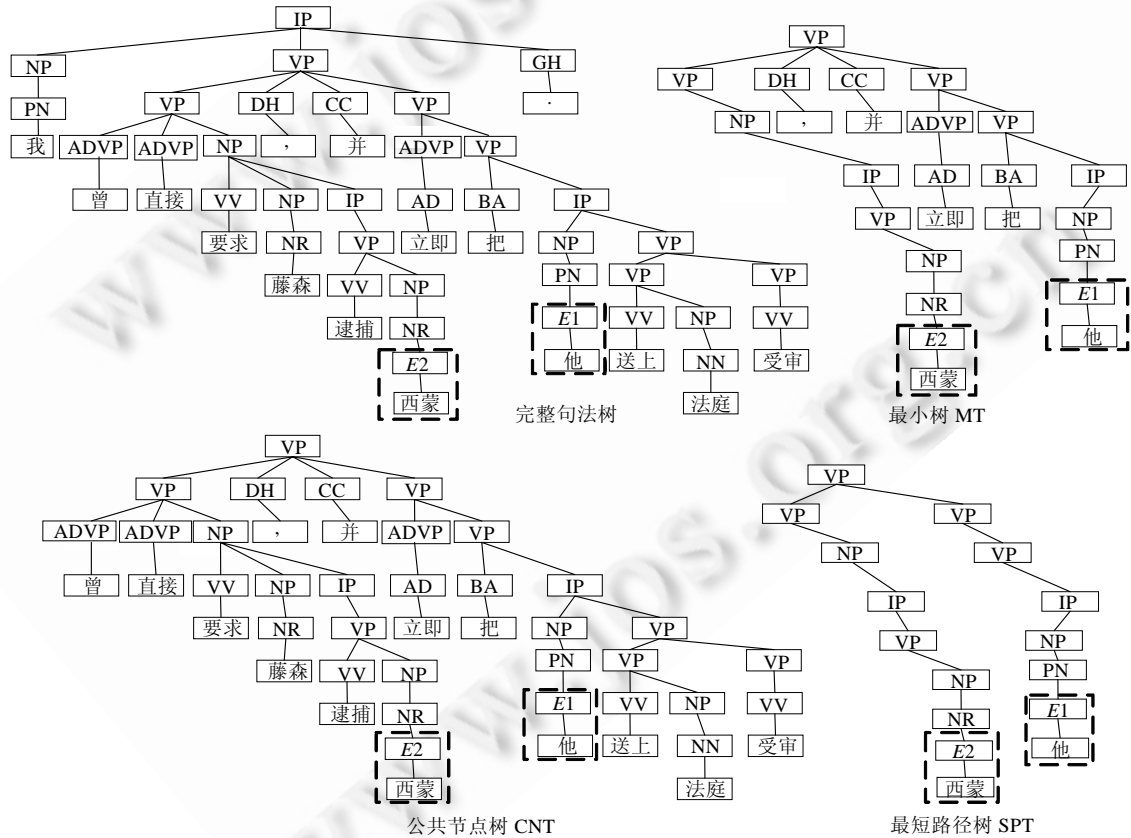 IP
VP
NP VP GH VP DH CC VP
PN VP DH CC VP . NP , 并 ADVP VP
我 ADVP ADVP NP , 并 ADVP VP IP AD BA IP
曾 直接 VV NP IP AD BA IP VP 立即 把 NP
要求 NR VP 立即 把 NP VP NP PN
藤森 VV NP PN VP VP NR E1
逮捕 NR E1 VV NP VV E2 他
E2 他 送上 NN 受审 西蒙
西蒙 法庭
完整句法树 最小树 MT
VP
VP DH CC VP VP
ADVP ADVP NP , 并 ADVP VP VP VP
曾 直接 VV NP IP AD BA IP NP VP
要求 NR VP 立即 把 NP VP IP IP
藤森 VV NP PN VP VP VP NP
逮捕 NR E1 VV NP VV NP PN
E2 他 送上 NN 受审 NR E1
西蒙 法庭 E2 他
西蒙
公共节点树 CNT 最短路径树 SPT
www.ios.org.cn